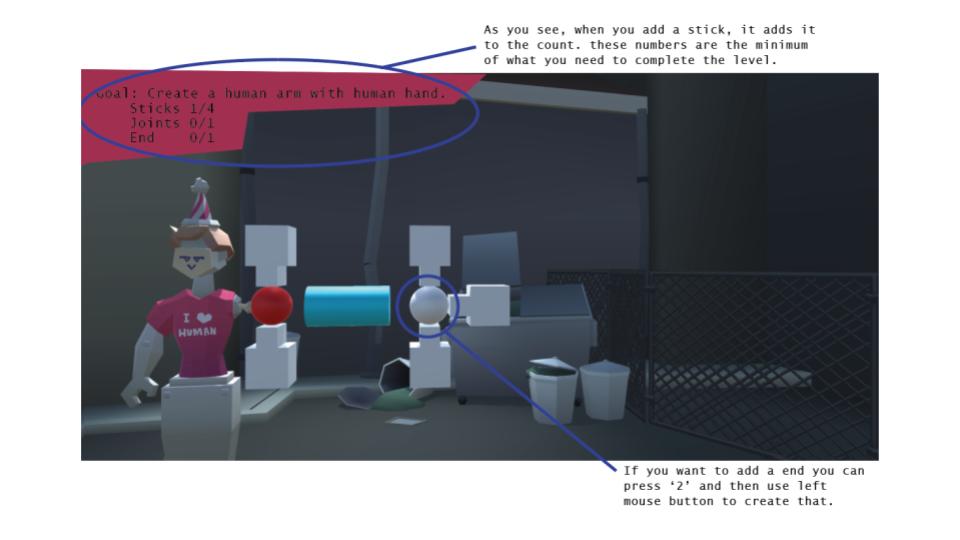 As you see, when you add a stick, it adds it
to the count. these numbers are the minimum
of what you need to complete the level.
Goal: Create a human arm with human hand.
Sticks 1/4
Joints 0/1
End 0/1
I ❤
HUMAN
If you want to add a end you can
press ‘2’ and then use left
mouse button to create that.